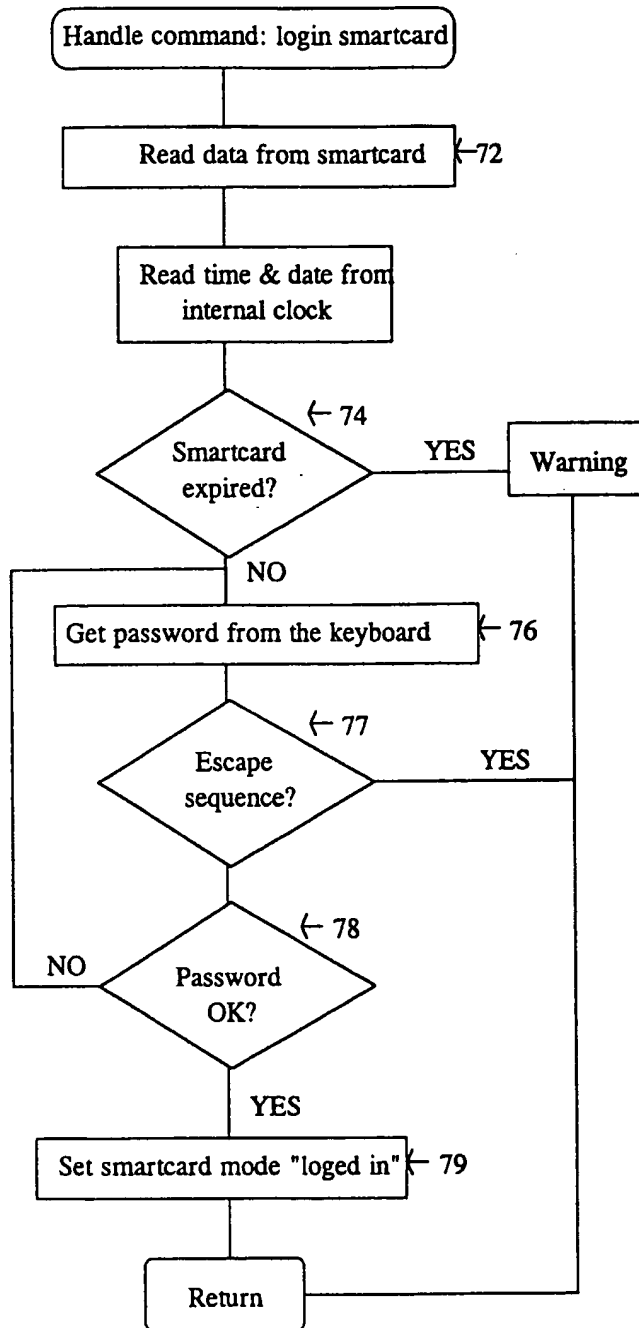 Handle command: login smartcard
Read data from smartcard
←72
Read time & date from
internal clock
← 74
Smartcard
expired?
YES
Warning
NO
Get password from the keyboard
← 76
← 77
Escape
sequence?
YES
← 78
NO
Password
OK?
YES
Set smartcard mode "loged in"
← 79
Return